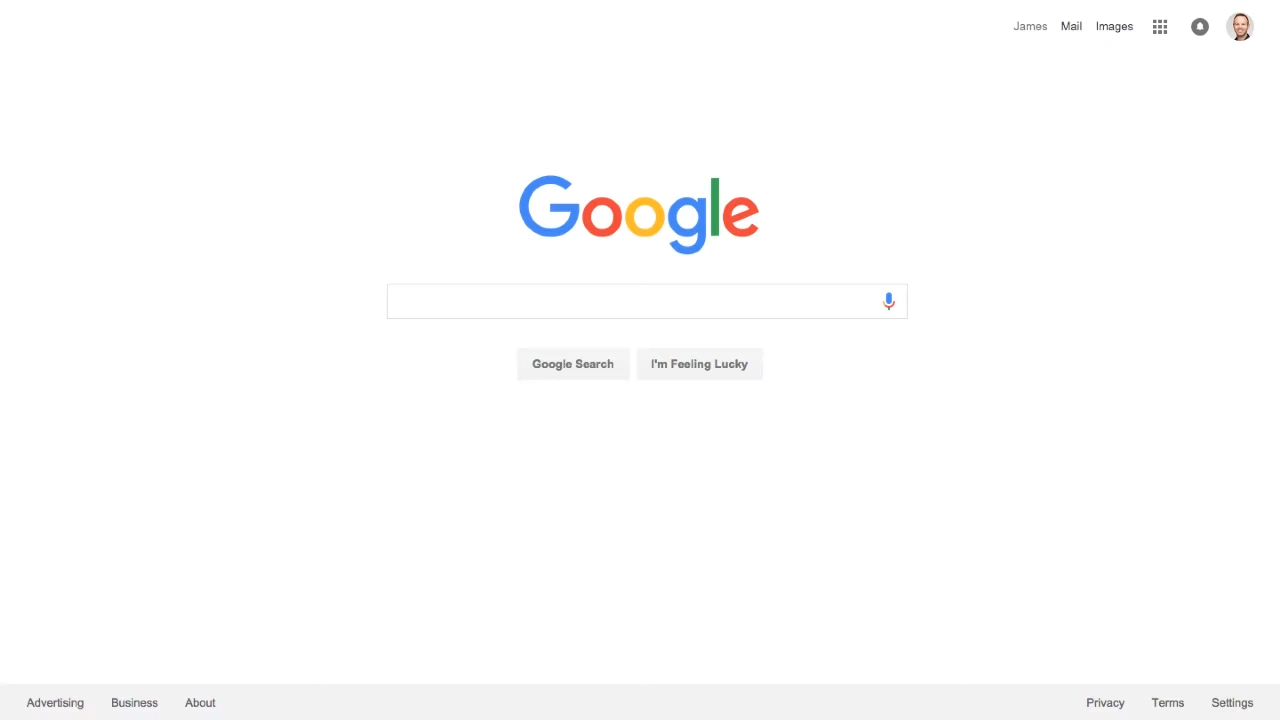 James Mail Images
Google
Google Search I'm Feeling Lucky
Advertising Business About Privacy Terms Settings